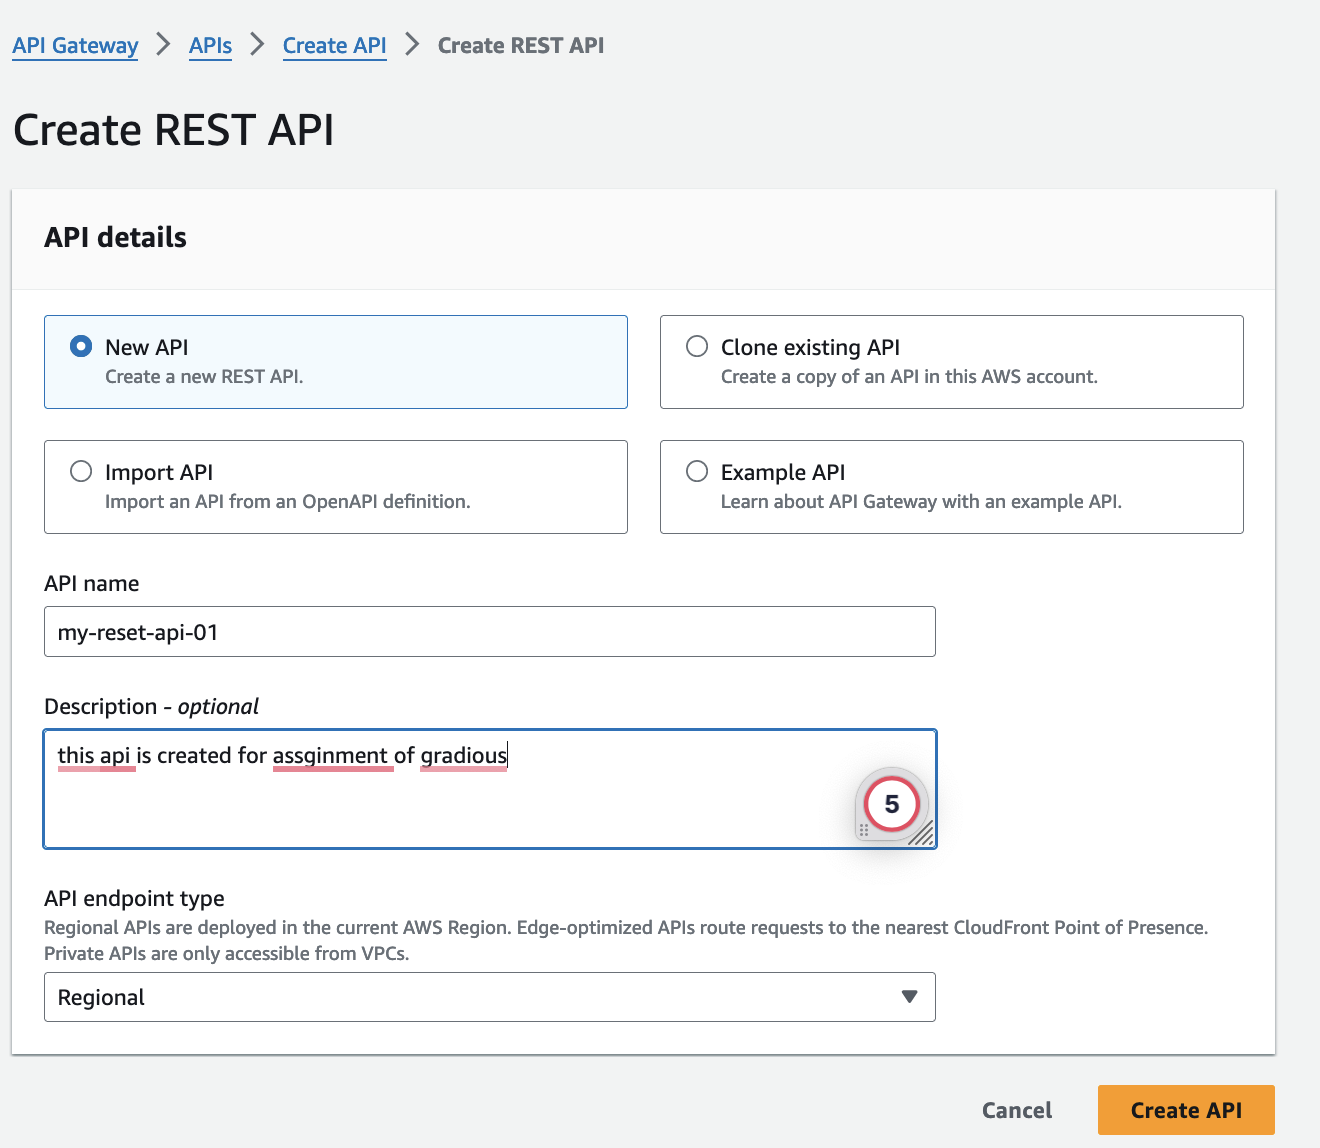 API Gateway > APIs > Create API > Create REST API
Create REST API
API details
New API
Create a new REST API.
Clone existing API
Create a copy of an API in this AWS account.
Import API
Import an API from an OpenAPI definition.
Example API
Learn about API Gateway with an example API.
API name
my-reset-api-01
Description - optional
this api is created for assginment of gradious
5
API endpoint type
Regional APIs are deployed in the current AWS Region. Edge-optimized APIs route requests to the nearest CloudFront Point of Presence.
Private APIs are only accessible from VPCs.
Regional
Cancel
Create API